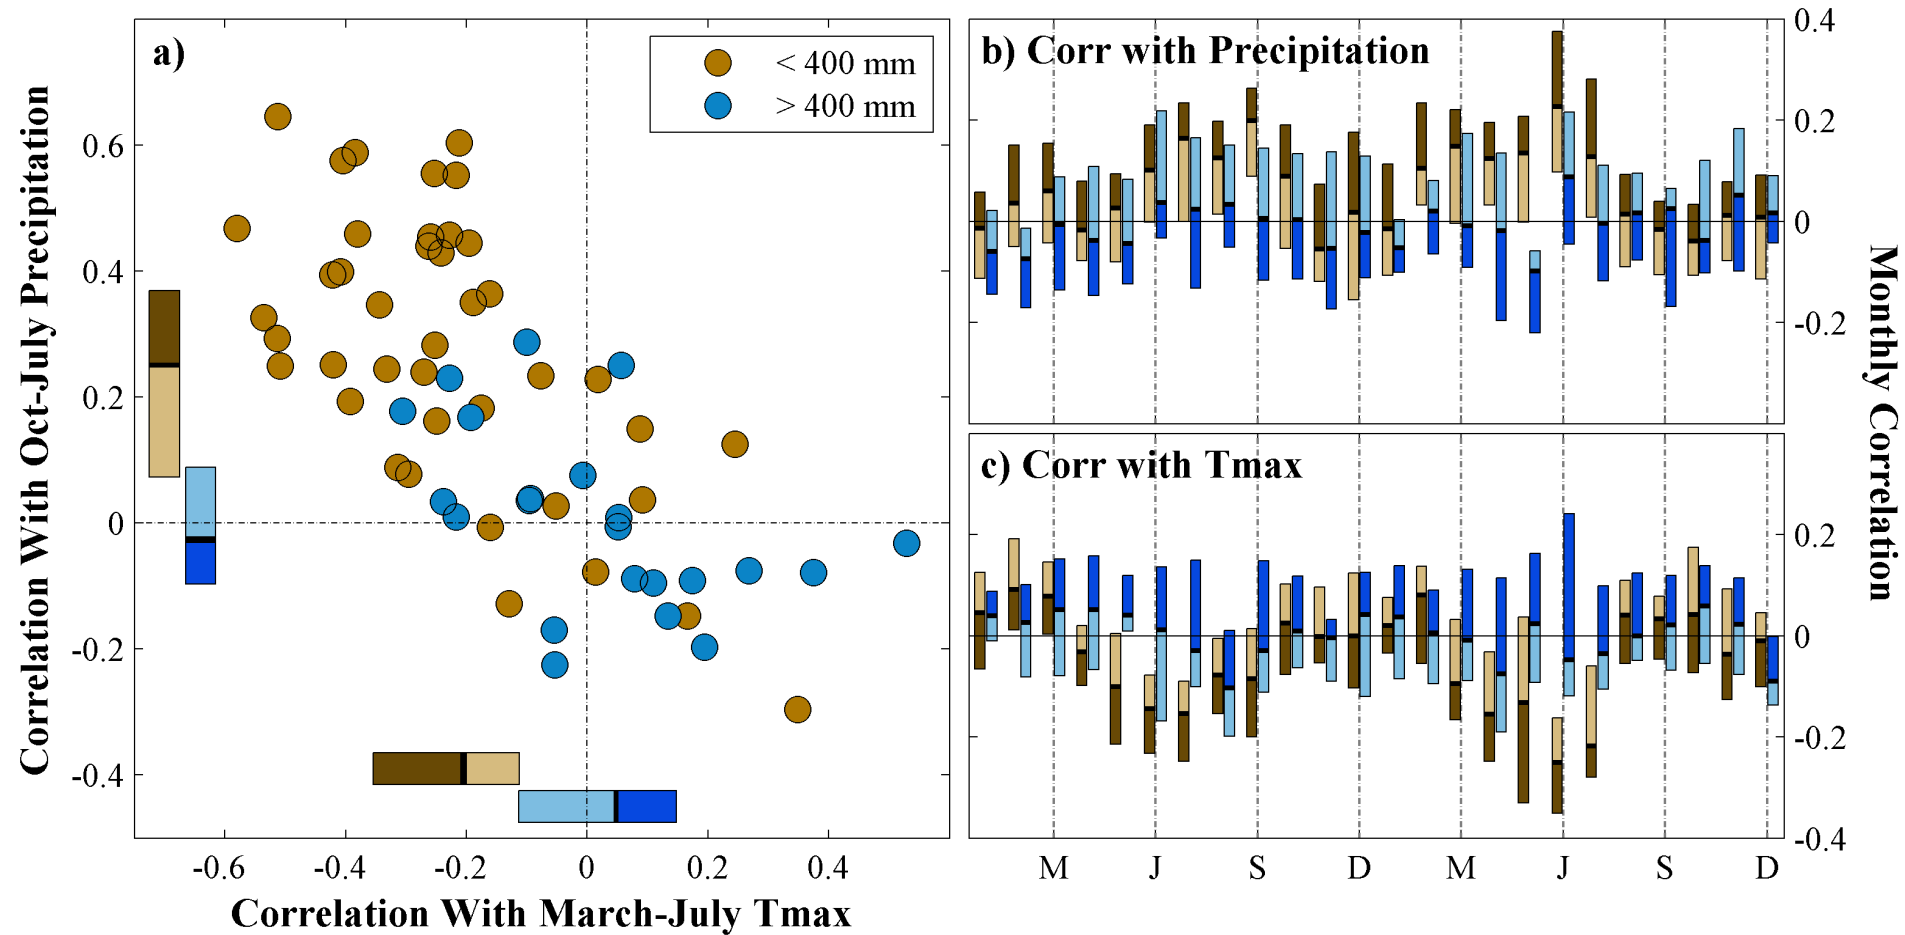 a)
< 400 mm
> 400 mm
Correlation With Oct-July Precipitation
0.6
0.4
0.2
0
-0.2
-0.4
-0.6
-0.4
-0.2
0
0.2
0.4
Correlation With March-July Tmax
b) Corr with Precipitation
0.4
0.2
0
-0.2
c) Corr with Tmax
0.2
0
-0.2
-0.4
M
J
S
D
M
J
S
D
Monthly Correlation